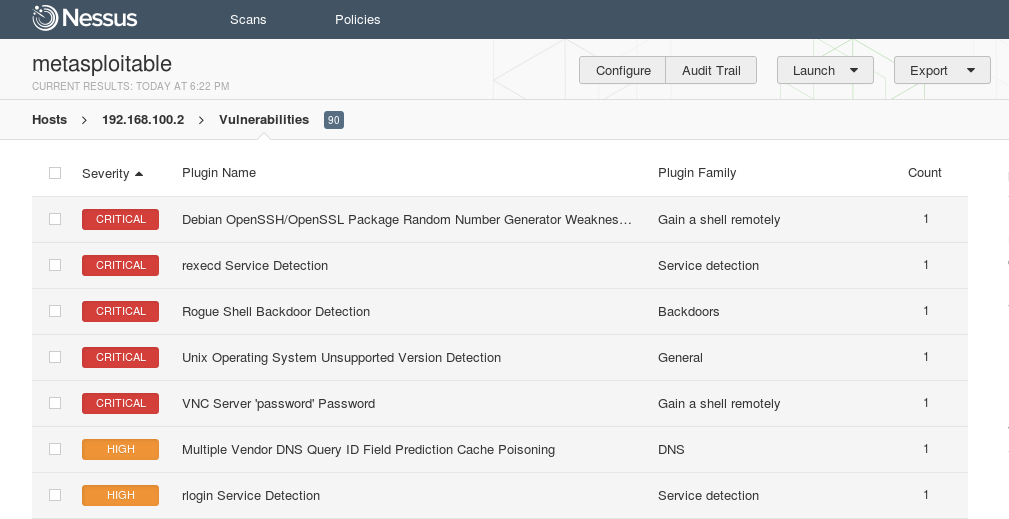 Nessus Scans Policies
metasploitable
CURRENT RESULTS: TODAY AT 6:22 PM
Configure Audit Trail Launch Export
Hosts > 192.168.100.2 > Vulnerabilities 90
Severity Plugin Name Plugin Family Count
CRITICAL Debian OpenSSH/OpenSSL Package Random Number Generator Weaknes... Gain a shell remotely 1
CRITICAL rexecd Service Detection Service detection 1
CRITICAL Rogue Shell Backdoor Detection Backdoors 1
CRITICAL Unix Operating System Unsupported Version Detection General 1
CRITICAL VNC Server 'password' Password Gain a shell remotely 1
HIGH Multiple Vendor DNS Query ID Field Prediction Cache Poisoning DNS 1
HIGH rlogin Service Detection Service detection 1